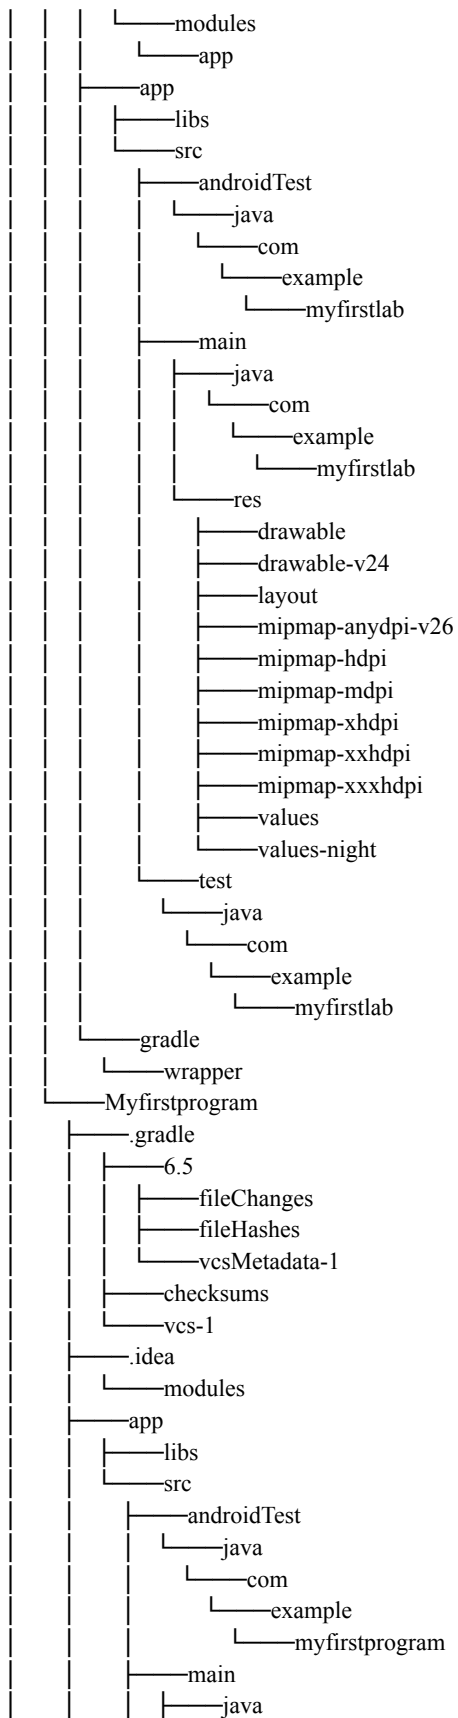 modules
app
app
libs
src
androidTest
java
com
example
myfirstlab
main
java
com
example
myfirstlab
res
drawable
drawable-v24
layout
mipmap-anydpi-v26
mipmap-hdpi
mipmap-mdpi
mipmap-xhdpi
mipmap-xxhdpi
mipmap-xxxhdpi
values
values-night
test
java
com
example
myfirstlab
gradle
wrapper
Myfirstprogram
.gradle
6.5
fileChanges
fileHashes
vcsMetadata-1
checksums
vcs-1
.idea
modules
app
libs
src
androidTest
java
com
example
myfirstprogram
main
java